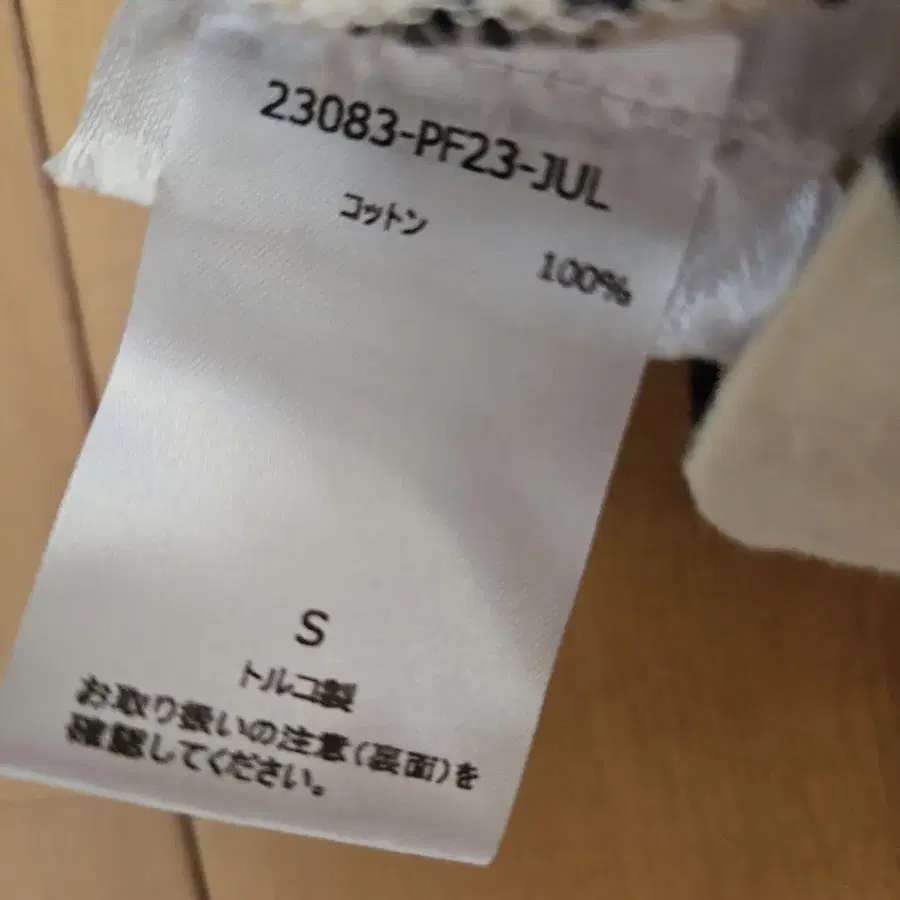 23083-PF23-JUL
コットン
100%
S
トルコ製
お取り扱いの注意(裏面)を
確認してください。